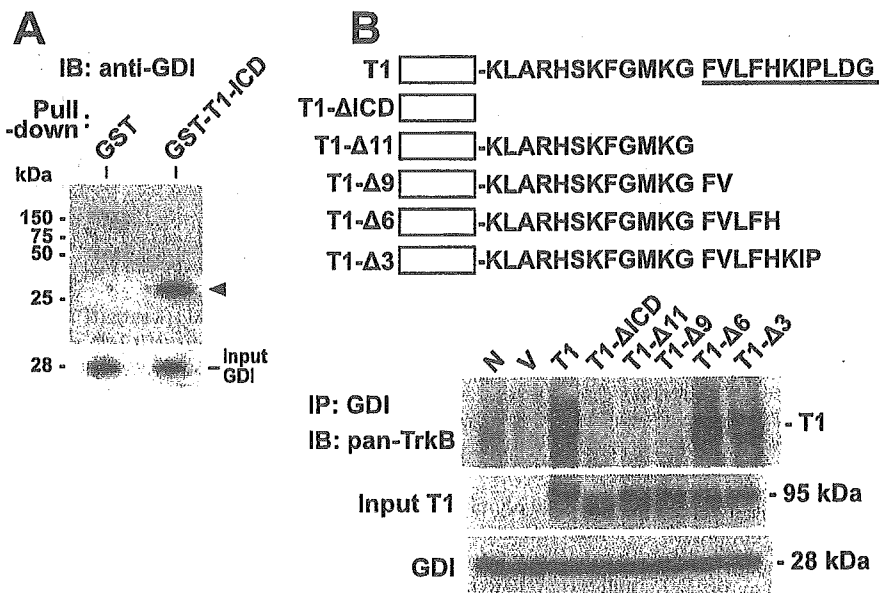 A
IB: anti-GDI
Pull
-down :
GST
GST-T1-ICD
kDa
150 -
75 -
50 -
25 -
28 -
Input
GDI
B
T1 -KLARHSKFGMKG FVLFHKIPLDG
T1-ΔICD
T1-Δ11 -KLARHSKFGMKG
T1-Δ9 -KLARHSKFGMKG FV
T1-Δ6 -KLARHSKFGMKG FVLFH
T1-Δ3 -KLARHSKFGMKG FVLFHKIP
N V T1 T1-ΔICD T1-Δ11 T1-Δ9 T1-Δ6 T1-Δ3
IP: GDI
IB: pan-TrkB
- T1
Input T1
- 95 kDa
GDI
- 28 kDa